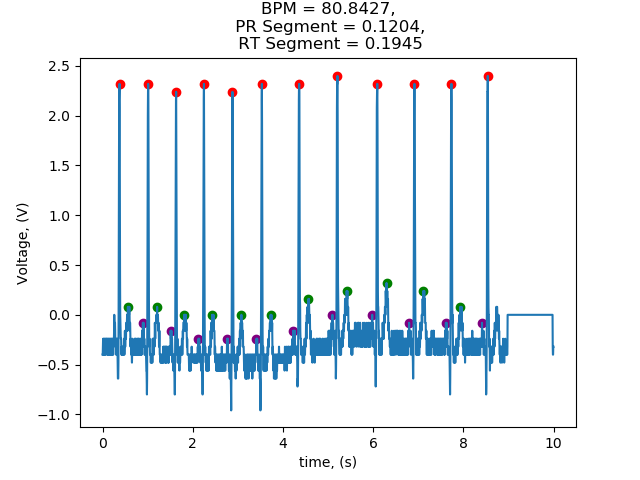 BPM = 80.8427,
PR Segment = 0.1204,
RT Segment = 0.1945
2.5
2.0
1.5
1.0
0.5
0.0
−0.5
−1.0
Voltage, (V)
0 2 4 6 8 10
time, (s)